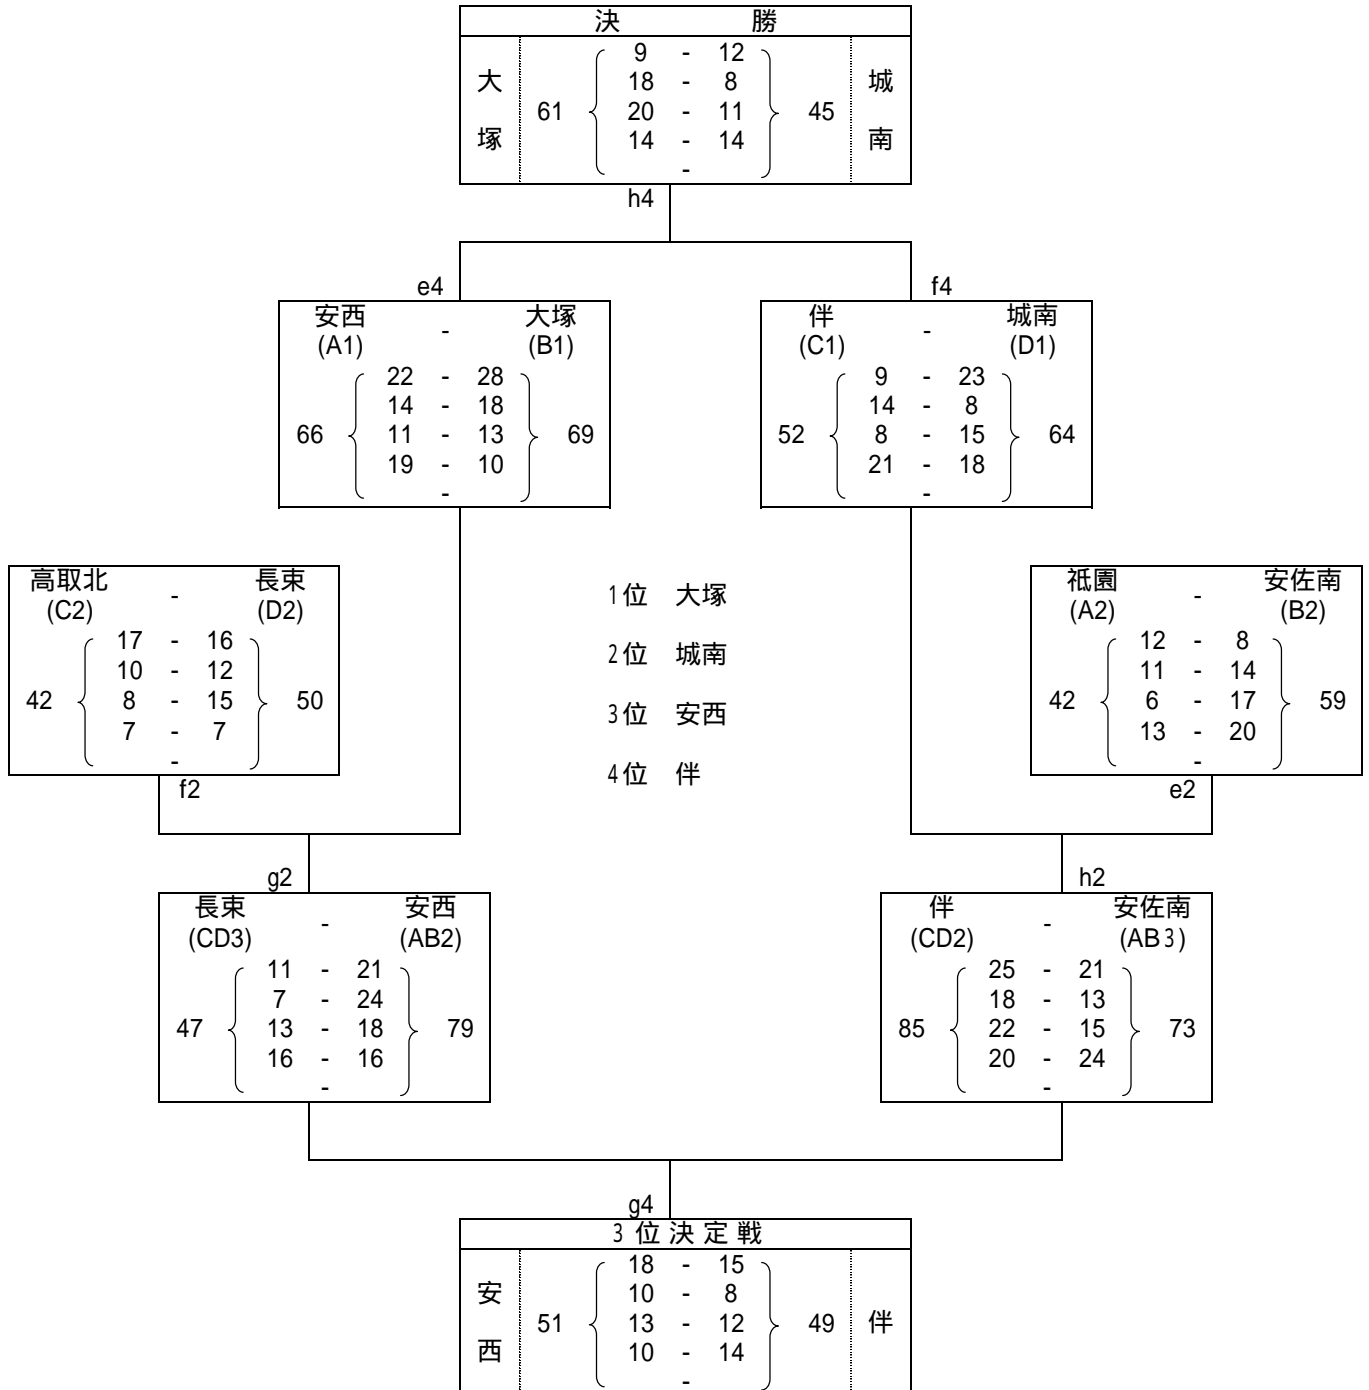 決 勝
大塚 61 城南 45
9 - 12
18 - 8
20 - 11
14 - 14
-
h4
e4
f4
安西 - 大塚
(A1) (B1)
66 69
22 - 28
14 - 18
11 - 13
19 - 10
-
伴 - 城南
(C1) (D1)
52 64
9 - 23
14 - 8
8 - 15
21 - 18
-
高取北 - 長束
(C2) (D2)
42 50
17 - 16
10 - 12
8 - 15
7 - 7
-
f2
1位 大塚
2位 城南
3位 安西
4位 伴
祇園 - 安佐南
(A2) (B2)
42 59
12 - 8
11 - 14
6 - 17
13 - 20
-
e2
g2
長束 - 安西
(CD3) (AB2)
47 79
11 - 21
7 - 24
13 - 18
16 - 16
-
h2
伴 - 安佐南
(CD2) (AB3)
85 73
25 - 21
18 - 13
22 - 15
20 - 24
-
g4
3位決定戦
安西 51 49 伴
18 - 15
10 - 8
13 - 12
10 - 14
-